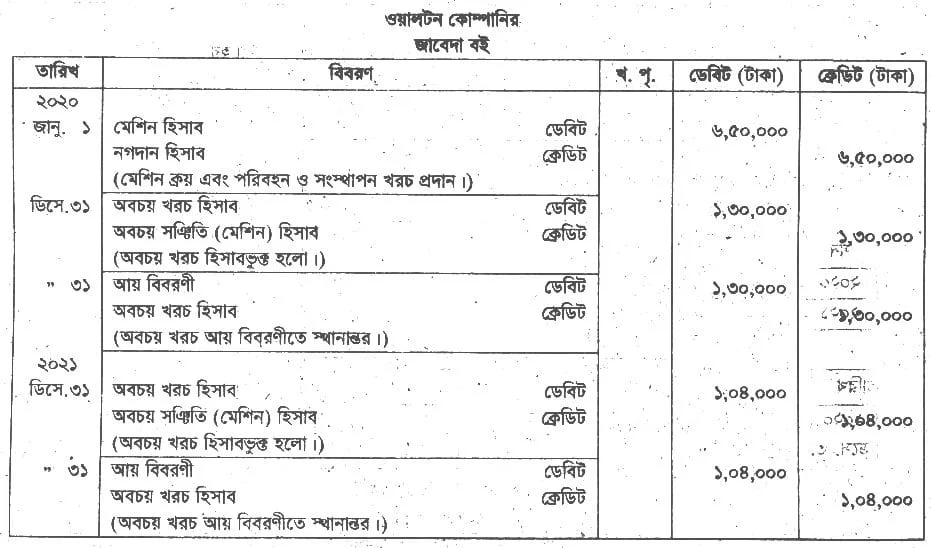 ওয়ালটন কোম্পানির
জাবেদা বই
তারিখ বিবরণ খ. পৃ. ডেবিট (টাকা) ক্রেডিট (টাকা)
২০২০
জানু. ১ মেশিন হিসাব ডেবিট ৬,৫০,০০০
নগদান হিসাব ক্রেডিট ৬,৫০,০০০
(মেশিন ক্রয় এবং পরিবহন ও সংস্থাপন খরচ প্রদান।)
ডিসে.৩১ অবচয় খরচ হিসাব ডেবিট ১,৩০,০০০
অবচয় সঞ্চিতি (মেশিন) হিসাব ক্রেডিট ১,৩০,০০০
(অবচয় খরচ হিসাবভুক্ত হলো।)
" ৩১ আয় বিবরণী ডেবিট ১,৩০,০০০
অবচয় খরচ হিসাব ক্রেডিট ১,৩০,০০০
(অবচয় খরচ আয় বিবরণীতে স্থানান্তর।)
২০২১
ডিসে.৩১ অবচয় খরচ হিসাব ডেবিট ১,০৪,০০০
অবচয় সঞ্চিতি (মেশিন) হিসাব ক্রেডিট ১,০৪,০০০
(অবচয় খরচ হিসাবভুক্ত হলো।)
" ৩১ আয় বিবরণী ডেবিট ১,০৪,০০০
অবচয় খরচ হিসাব ক্রেডিট ১,০৪,০০০
(অবচয় খরচ আয় বিবরণীতে স্থানান্তর।)